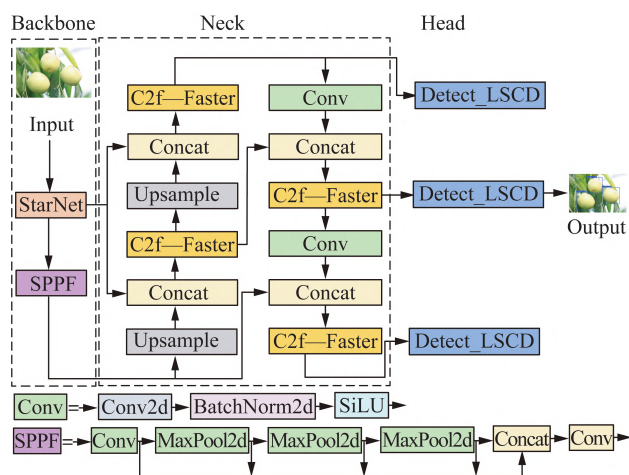 Backbone Neck Head
C2f—Faster Conv Detect_LSCD
Input Concat Concat
StarNet Upsample C2f—Faster Detect_LSCD
Output
C2f—Faster Conv
SPPF Concat Concat
Upsample C2f—Faster Detect_LSCD
Conv Conv2d BatchNorm2d SiLU
SPPF Conv MaxPool2d MaxPool2d MaxPool2d Concat Conv